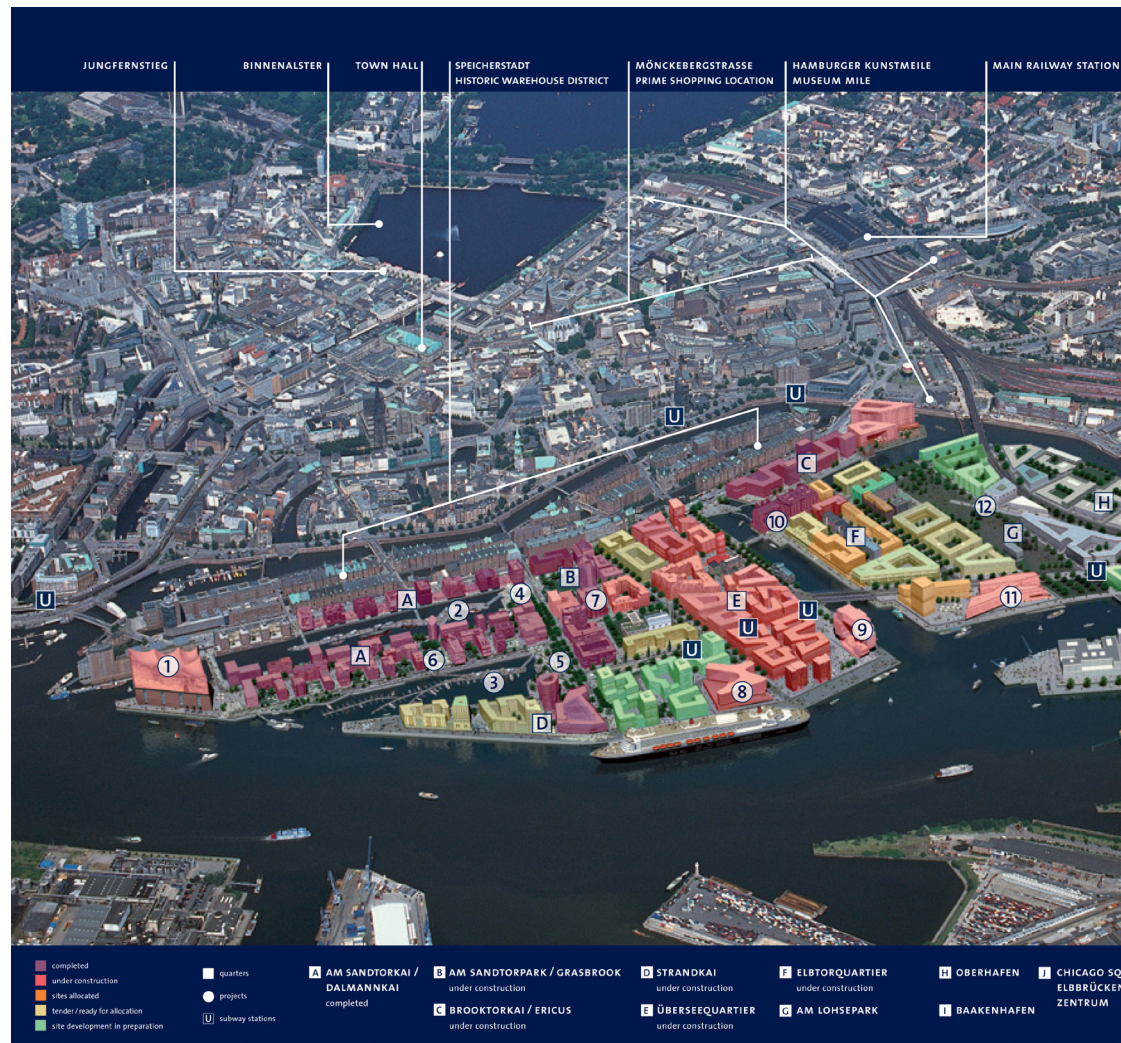 JUNGFERNSTIEG
BINNENALSTER
TOWN HALL
SPEICHERSTADT
HISTORIC WAREHOUSE DISTRICT
MÖNCKEBERGSTRASSE
PRIME SHOPPING LOCATION
HAMBURGER KUNSTMEILE
MUSEUM MILE
MAIN RAILWAY STATION
U
U
C
12
H
10
F
G
U
B
A
2
4
7
E
U
11
1
A
6
5
U
U
9
3
8
D
completed
under construction
sites allocated
tender / ready for allocation
site development in preparation
quarters
projects
U subway stations
A AM SANDTORKAI /
DALMANNKAI
completed
B AM SANDTORPARK / GRASBROOK
under construction
C BROOKTORKAI / ERICUS
under construction
D STRANDKAI
under construction
E ÜBERSEEQUARTIER
under construction
F ELBTORQUARTIER
under construction
G AM LOHSEPARK
H OBERHAFEN
I BAAKENHAFEN
J CHICAGO SQ
ELBBRÜCKEN
ZENTRUM